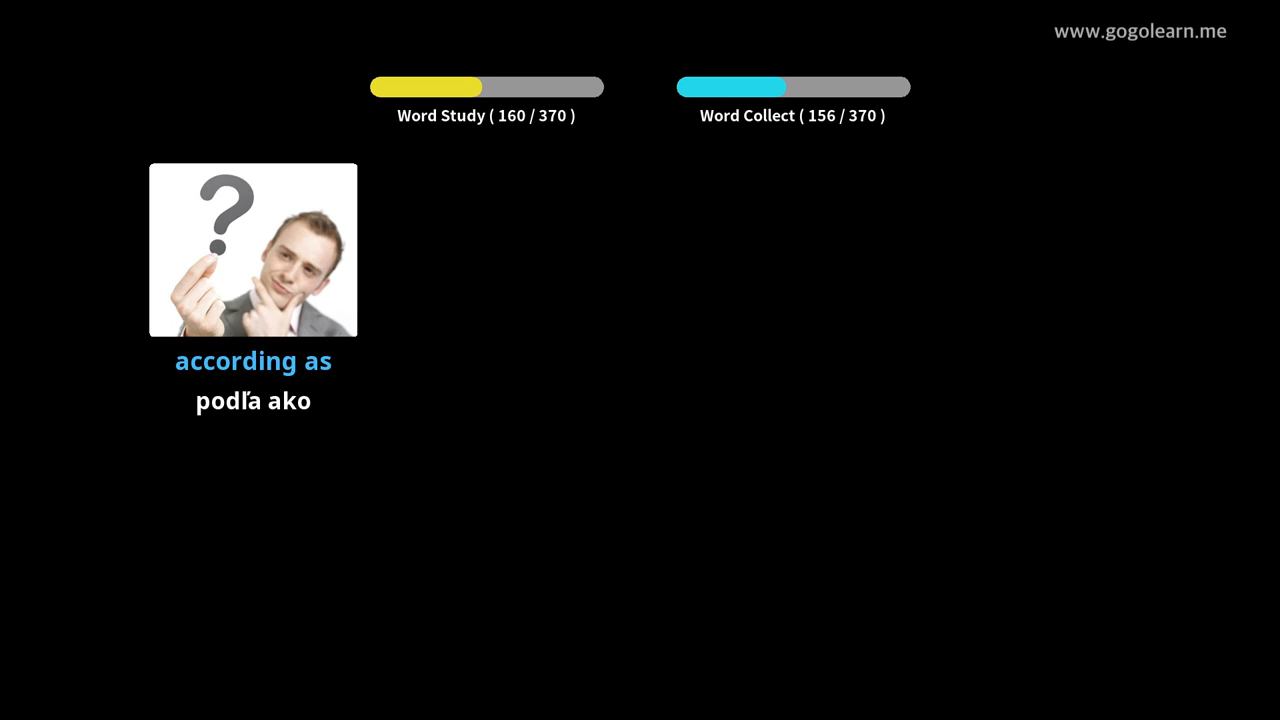 www.gogolearn.me
Word Study ( 160 / 370 )
Word Collect ( 156 / 370 )
?
according as
podľa ako